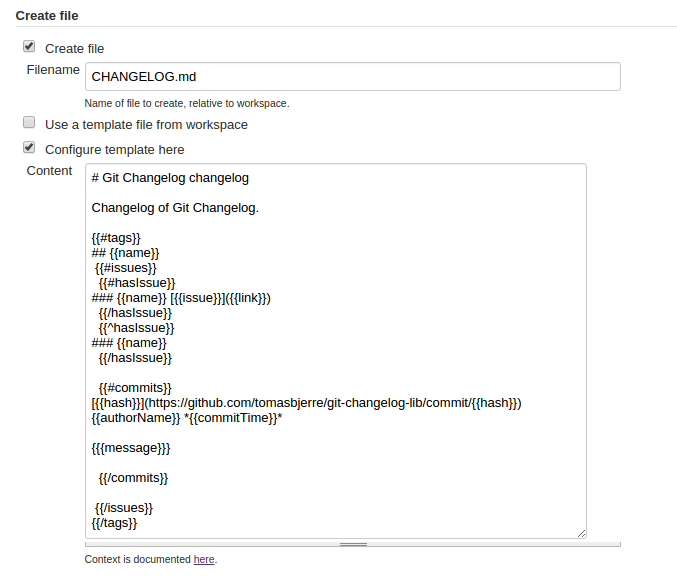 Create file
Create file
Filename CHANGELOG.md
Name of file to create, relative to workspace.
Use a template file from workspace
Configure template here
Content
# Git Changelog changelog
Changelog of Git Changelog.
{{#tags}}
## {{name}}
{{#issues}}
{{#hasIssue}}
### {{name}} [{{issue}}]({{link}})
{{/hasIssue}}
{{^hasIssue}}
### {{name}}
{{/hasIssue}}
{{#commits}}
[{{hash}}](https://github.com/tomasbjerre/git-changelog-lib/commit/{{hash}})
{{authorName}} *{{commitTime}}*
{{{message}}}
{{/commits}}
{{/issues}}
{{/tags}}
Context is documented here.